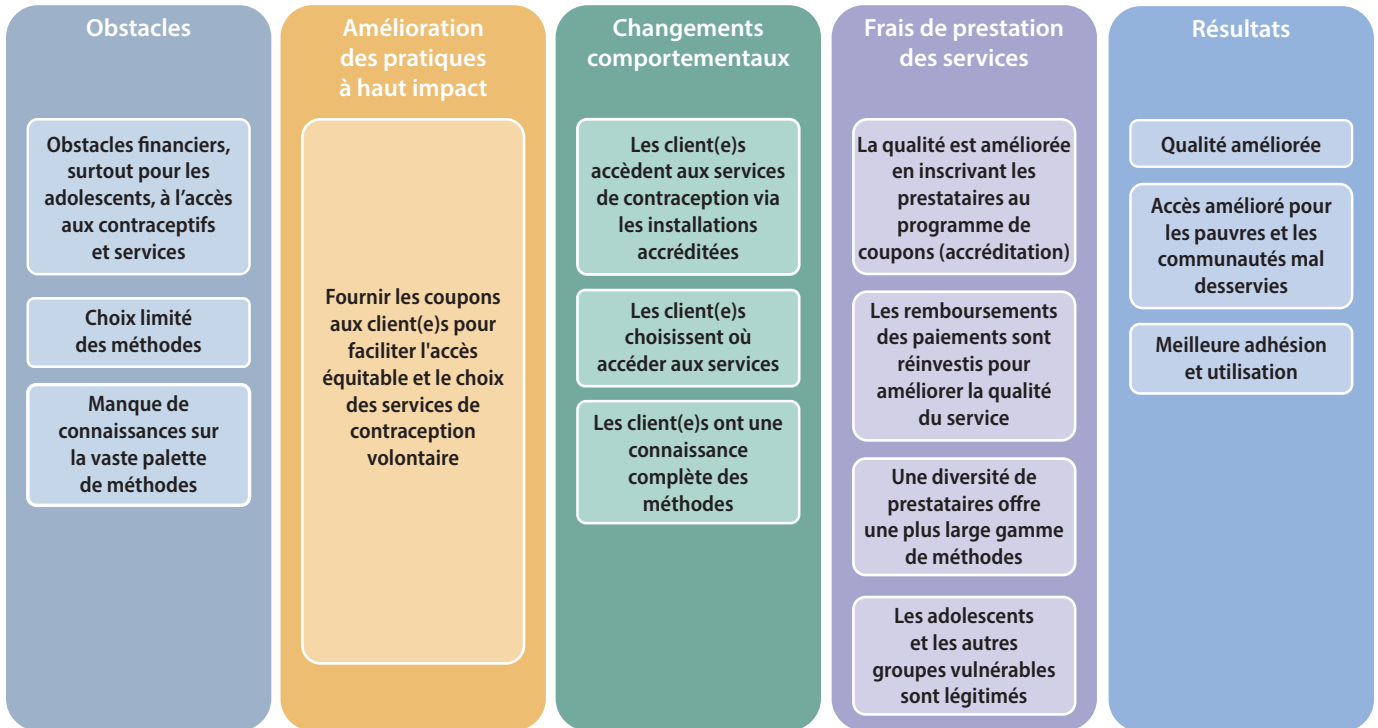 Obstacles
Obstacles financiers,
surtout pour les
adolescents, à l’accès
aux contraceptifs
et services
Choix limité
des méthodes
Manque de
connaissances sur
la vaste palette
de méthodes
Amélioration
des pratiques
à haut impact
Fournir les coupons
aux client(e)s pour
faciliter l'accès
équitable et le choix
des services de
contraception
volontaire
Changements
comportementaux
Les client(e)s
accèdent aux services
de contraception via
les installations
accréditées
Les client(e)s
choisissent où
accéder aux services
Les client(e)s ont une
connaissance
complète des
méthodes
Frais de prestation
des services
La qualité est améliorée
en inscrivant les
prestataires au
programme de
coupons (accréditation)
Les remboursements
des paiements sont
réinvestis pour
améliorer la qualité
du service
Une diversité de
prestataires offre
une plus large gamme
de méthodes
Les adolescents
et les autres
groupes vulnérables
sont légitimés
Résultats
Qualité améliorée
Accès amélioré pour
les pauvres et les
communautés mal
desservies
Meilleure adhésion
et utilisation